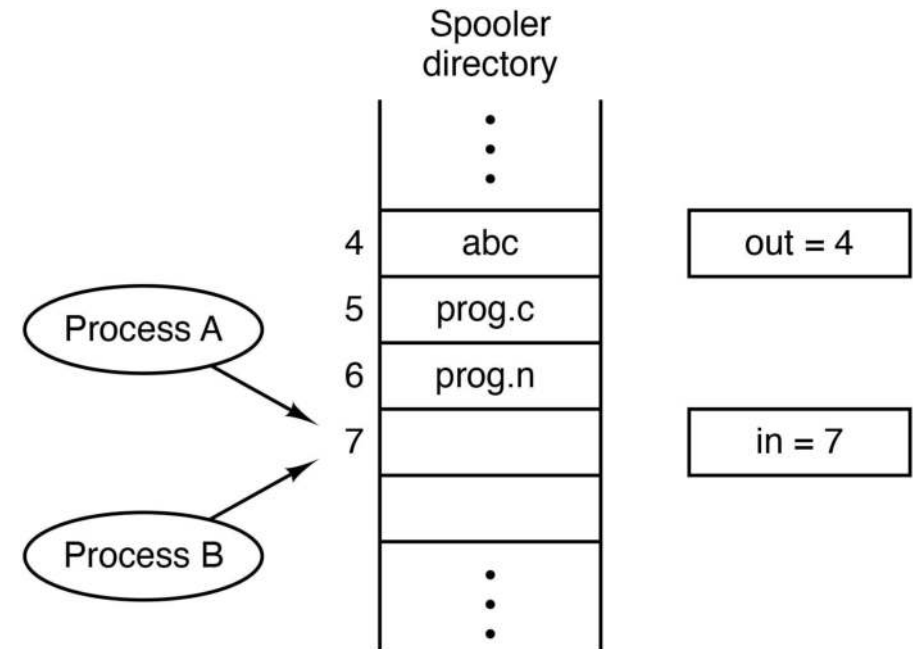 Spooler
directory
4
abc
out = 4
5
prog.c
Process A
6
prog.n
7
in = 7
Process B